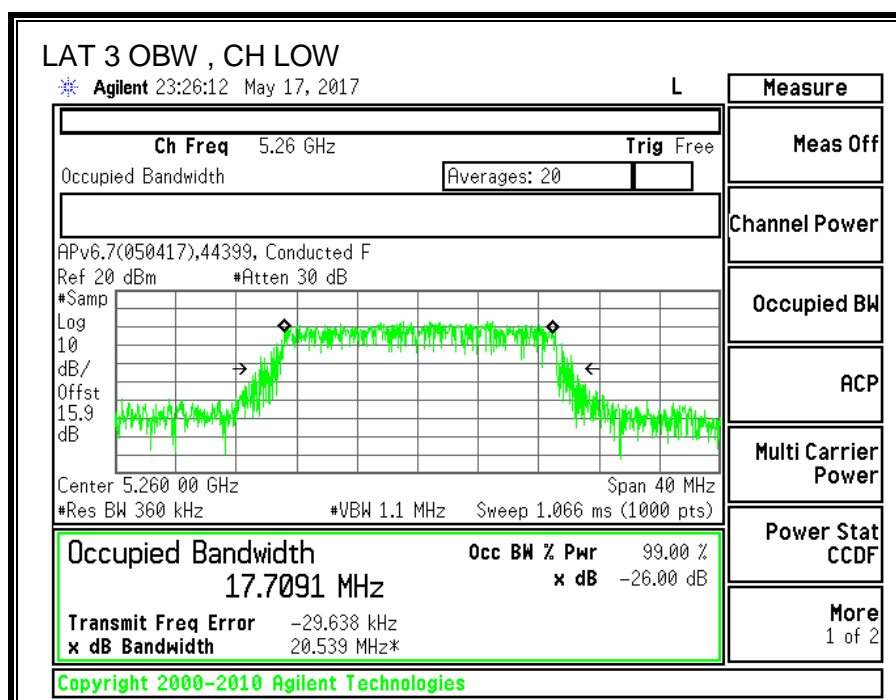 LAT 3 OBW , CH LOW
Agilent 23:26:12 May 17, 2017 L
Measure
Ch Freq 5.26 GHz Trig Free
Meas Off
Occupied Bandwidth Averages: 20
Channel Power
APv6.7(050417),44399, Conducted F
Ref 20 dBm #Atten 30 dB
Occupied BW
#Samp
Log
10
dB/
Offst
15.9
dB
ACP
Multi Carrier
Power
Center 5.260 00 GHz Span 40 MHz
#Res BW 360 kHz #VBW 1.1 MHz Sweep 1.066 ms (1000 pts)
Power Stat
CCDF
Occupied Bandwidth Occ BW % Pwr 99.00 %
17.7091 MHz x dB -26.00 dB
Transmit Freq Error -29.638 kHz
x dB Bandwidth 20.539 MHz*
More
1 of 2
Copyright 2000-2010 Agilent Technologies